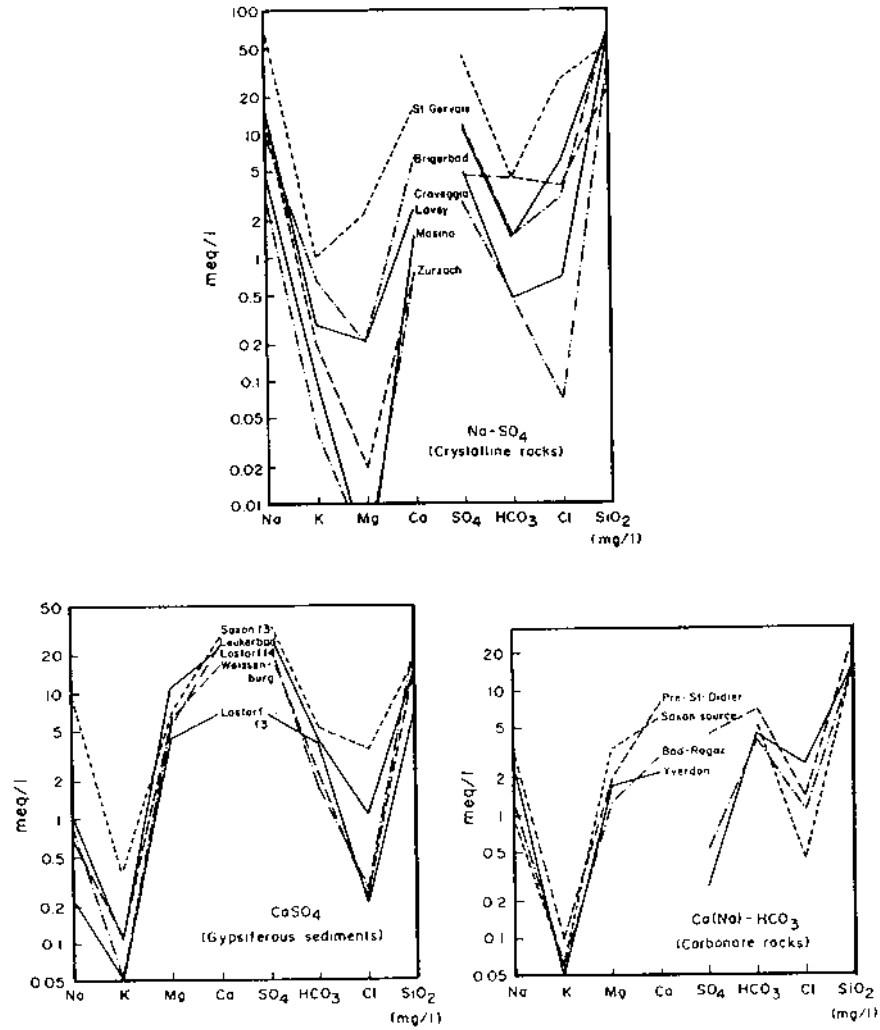 100
50
20
10
5
2
1
0.5
0.2
0.1
0.05
0.02
0.01
meq/l
St Gervais
Brigerbad
Craveggia
Lavey
Masino
Zurzach
Na-SO4
(Crystalline rocks)
Na K Mg Ca SO4 HCO3 Cl SiO2
(mg/l)
50
20
10
5
2
1
0.5
0.2
0.1
0.05
meq/l
Saxon f3
Leukerbad
Lostorf f4
Weissen-
burg
Lostorf
f3
CaSO4
(Gypsiferous sediments)
Na K Mg Ca SO4 HCO3 Cl SiO2
(mg/l)
20
10
5
2
1
0.5
0.2
0.1
0.05
meq/l
Pre-St-Didier
Saxon source
Bad-Ragaz
Yverdon
Ca(Na)-HCO3
(Carbonate rocks)
Na K Mg Ca SO4 HCO3 Cl SiO2
(mg/l)